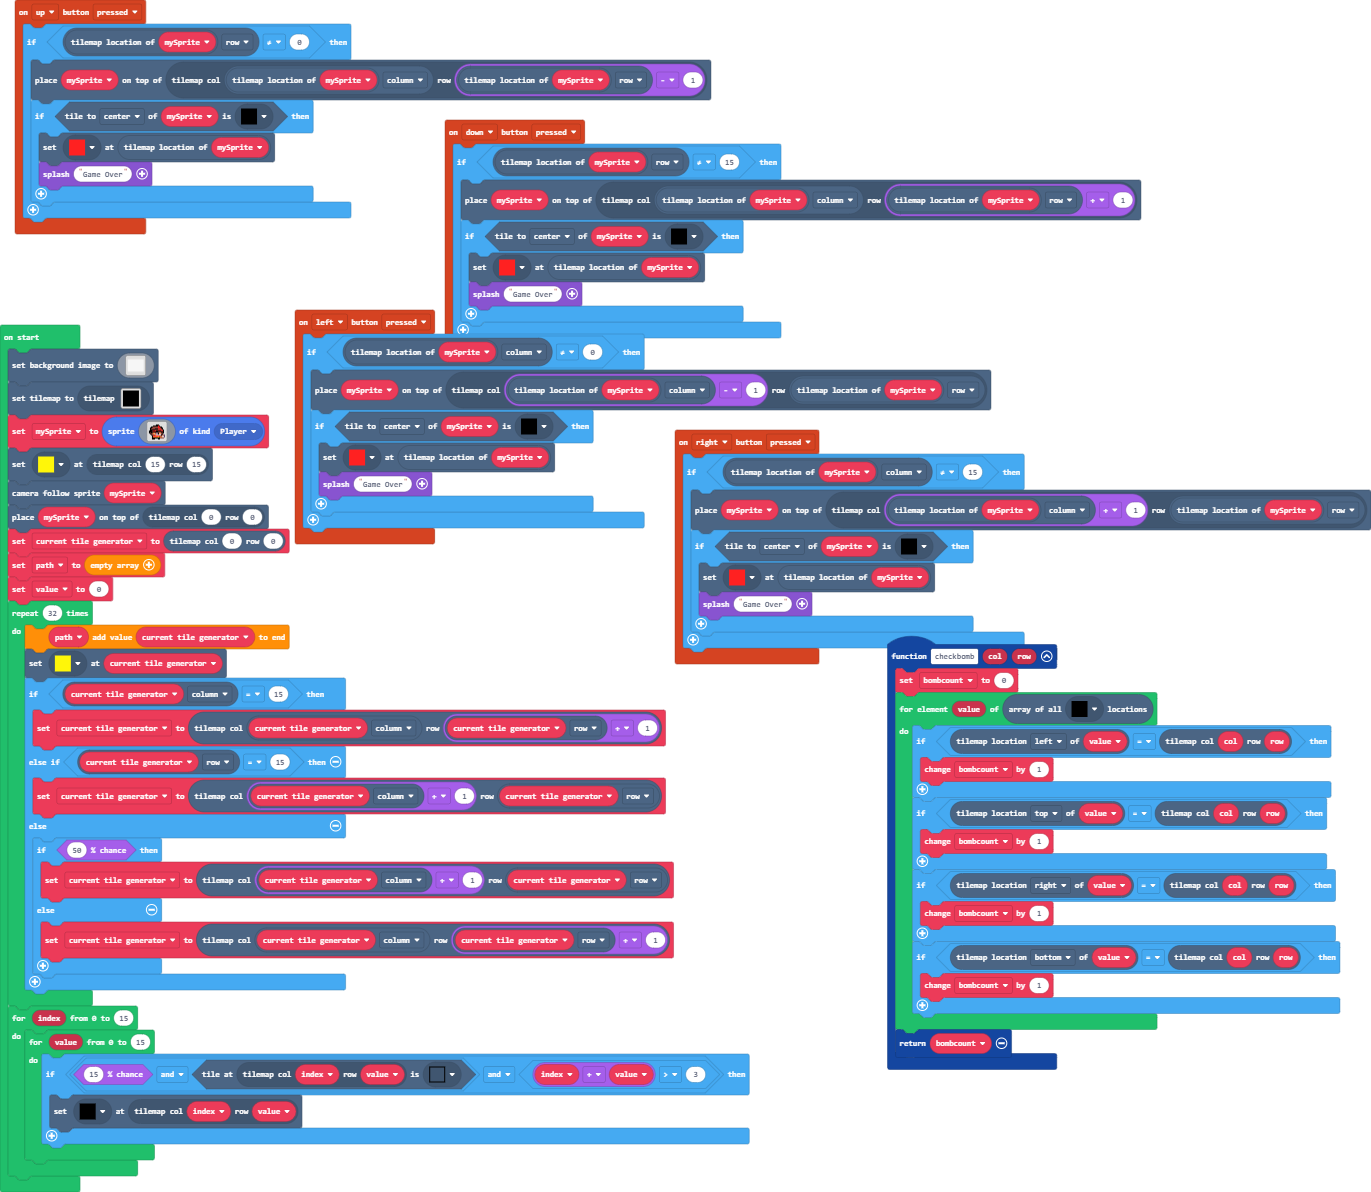 on up button pressed
if tilemap location of mySprite row ≠ 0 then
place mySprite on top of tilemap col tilemap location of mySprite column row tilemap location of mySprite row - 1
if tile to center of mySprite is then
set at tilemap location of mySprite
splash "Game Over"
on down button pressed
if tilemap location of mySprite row ≠ 15 then
place mySprite on top of tilemap col tilemap location of mySprite column row tilemap location of mySprite row + 1
if tile to center of mySprite is then
set at tilemap location of mySprite
splash "Game Over"
on left button pressed
if tilemap location of mySprite column ≠ 0 then
place mySprite on top of tilemap col tilemap location of mySprite column - 1 row tilemap location of mySprite row
if tile to center of mySprite is then
set at tilemap location of mySprite
splash "Game Over"
on right button pressed
if tilemap location of mySprite column ≠ 15 then
place mySprite on top of tilemap col tilemap location of mySprite column + 1 row tilemap location of mySprite row
if tile to center of mySprite is then
set at tilemap location of mySprite
splash "Game Over"
on start
set background image to
set tilemap to tilemap
set mySprite to sprite of kind Player
set at tilemap col 15 row 15
camera follow sprite mySprite
place mySprite on top of tilemap col 0 row 0
set current tile generator to tilemap col 0 row 0
set path to empty array
set value to 0
repeat 32 times
do path add value current tile generator to end
set at current tile generator
if current tile generator column = 15 then
set current tile generator to tilemap col current tile generator column row current tile generator row + 1
else if current tile generator row = 15 then
set current tile generator to tilemap col current tile generator column + 1 row current tile generator row
else
if 50 % chance then
set current tile generator to tilemap col current tile generator column + 1 row current tile generator row
else
set current tile generator to tilemap col current tile generator column row current tile generator row + 1
for index from 0 to 15
do for value from 0 to 15
do
if 15 % chance and tile at tilemap col index row value is and index + value > 3 then
set at tilemap col index row value
function checkbomb col row
set bombcount to 0
for element value of array of all locations
do
if tilemap location left of value = tilemap col col row row then
change bombcount by 1
if tilemap location top of value = tilemap col col row row then
change bombcount by 1
if tilemap location right of value = tilemap col col row row then
change bombcount by 1
if tilemap location bottom of value = tilemap col col row row then
change bombcount by 1
return bombcount